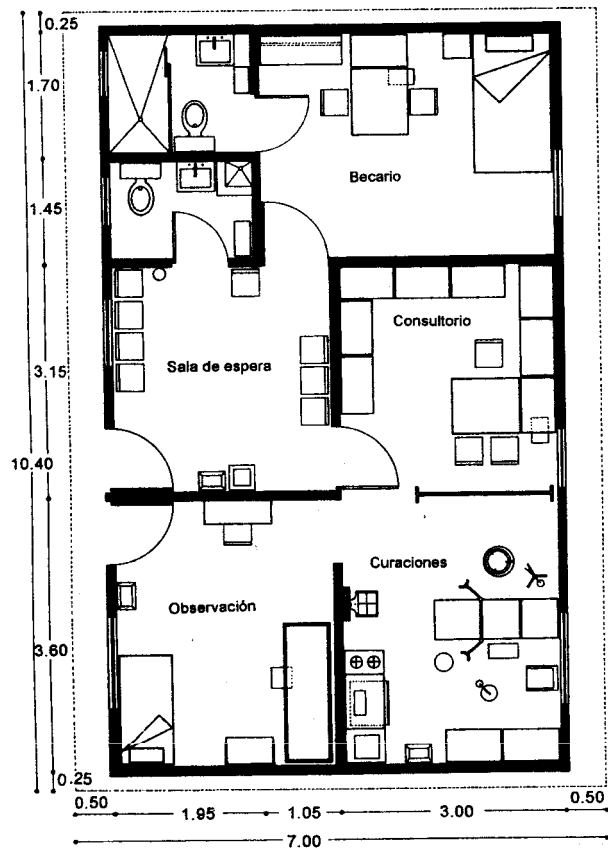 0.25
1.70
Becario
1.45
Consultorio
Sala de espera
3.15
10.40
Curaciones
Observación
3.60
0.25
0.50
0.50
1.95
1.05
3.00
7.00